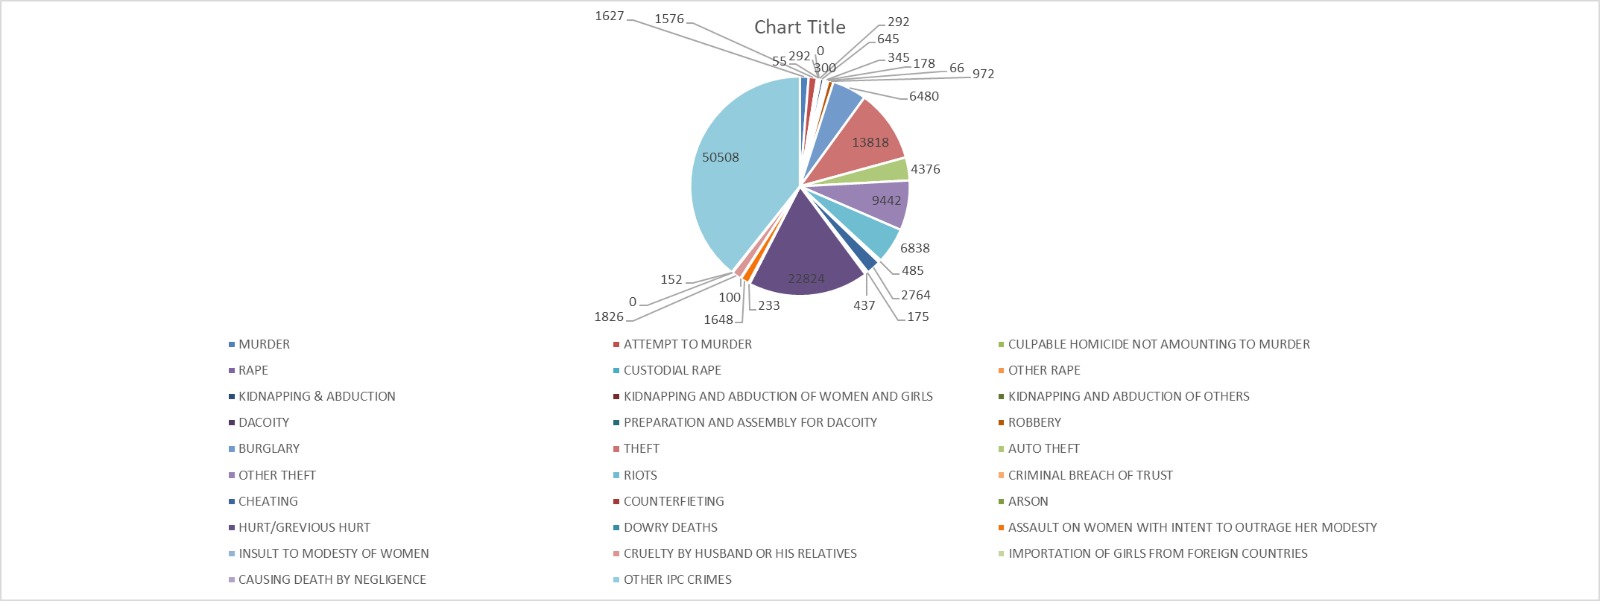 Chart Title
1627
1576
55
292
0
292
645
300
345
178
66
972
6480
13818
4376
9442
6838
485
2764
175
437
22824
233
1648
100
1826
0
152
50508
MURDER ATTEMPT TO MURDER CULPABLE HOMICIDE NOT AMOUNTING TO MURDER
RAPE CUSTODIAL RAPE OTHER RAPE
KIDNAPPING & ABDUCTION KIDNAPPING AND ABDUCTION OF WOMEN AND GIRLS KIDNAPPING AND ABDUCTION OF OTHERS
DACOITY PREPARATION AND ASSEMBLY FOR DACOITY ROBBERY
BURGLARY THEFT AUTO THEFT
OTHER THEFT RIOTS CRIMINAL BREACH OF TRUST
CHEATING COUNTERFIETING ARSON
HURT/GREVIOUS HURT DOWRY DEATHS ASSAULT ON WOMEN WITH INTENT TO OUTRAGE HER MODESTY
INSULT TO MODESTY OF WOMEN CRUELTY BY HUSBAND OR HIS RELATIVES IMPORTATION OF GIRLS FROM FOREIGN COUNTRIES
CAUSING DEATH BY NEGLIGENCE OTHER IPC CRIMES